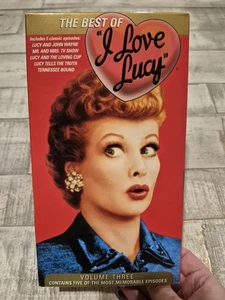 THE BEST OF
"I Love
Lucy"
Includes 5 classic episodes:
LUCY AND JOHN WAYNE
MR. AND MRS. TV SHOW
LUCY AND THE LOVING CUP
LUCY TELLS THE TRUTH
TENNESSEE BOUND
VOLUME THREE
CONTAINS FIVE OF THE MOST MEMORABLE EPISODES